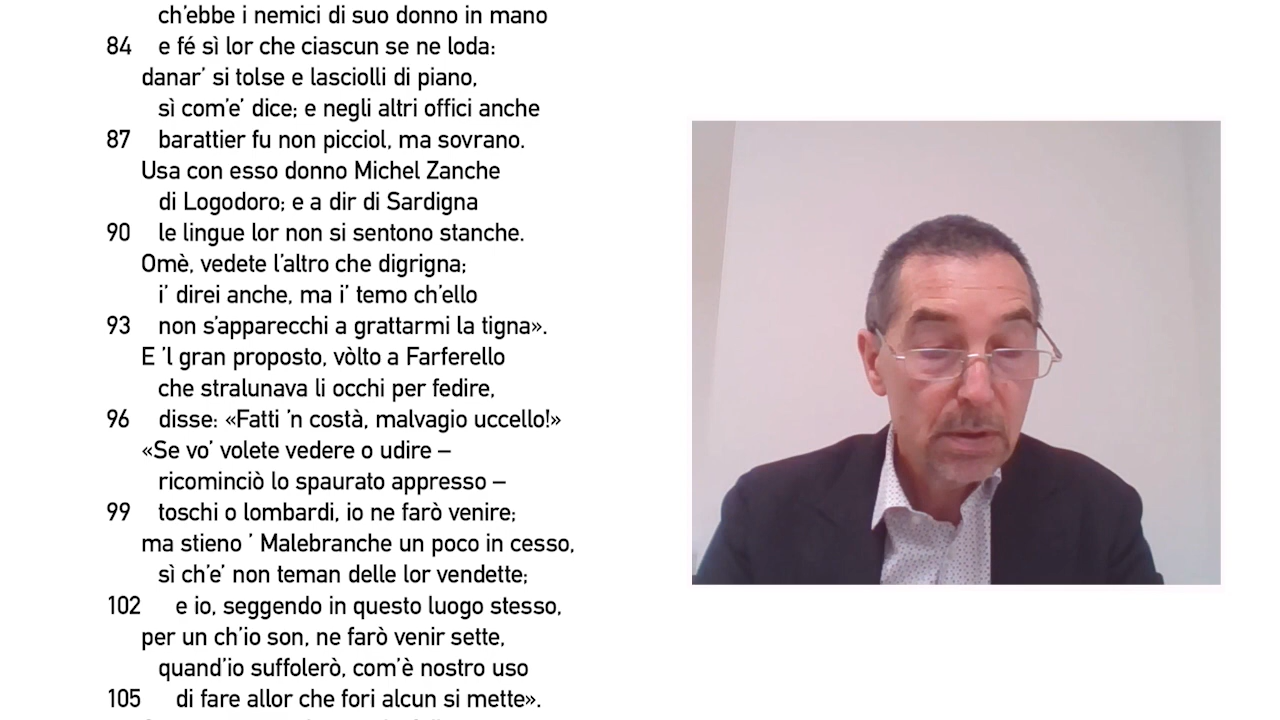 ch'ebbe i nemici di suo donno in mano
84 e fé sì lor che ciascun se ne loda:
danar' si tolse e lasciolli di piano,
sì com'e' dice; e negli altri offici anche
87 barattier fu non picciol, ma sovrano.
Usa con esso donno Michel Zanche
di Logodoro; e a dir di Sardigna
90 le lingue lor non si sentono stanche.
Omè, vedete l'altro che digrigna;
i' direi anche, ma i' temo ch'ello
93 non s'apparecchi a grattarmi la tigna».
E 'l gran proposto, vòlto a Farferello
che stralunava li occhi per fedire,
96 disse: «Fatti 'n costà, malvagio uccello!»
«Se vo' volete vedere o udire –
ricominciò lo spaurato appresso –
99 toschi o lombardi, io ne farò venire;
ma stieno ' Malebranche un poco in cesso,
sì ch'e' non teman delle lor vendette;
102 e io, seggendo in questo luogo stesso,
per un ch'io son, ne farò venir sette,
quand'io suffolerò, com'è nostro uso
105 di fare allor che fori alcun si mette».